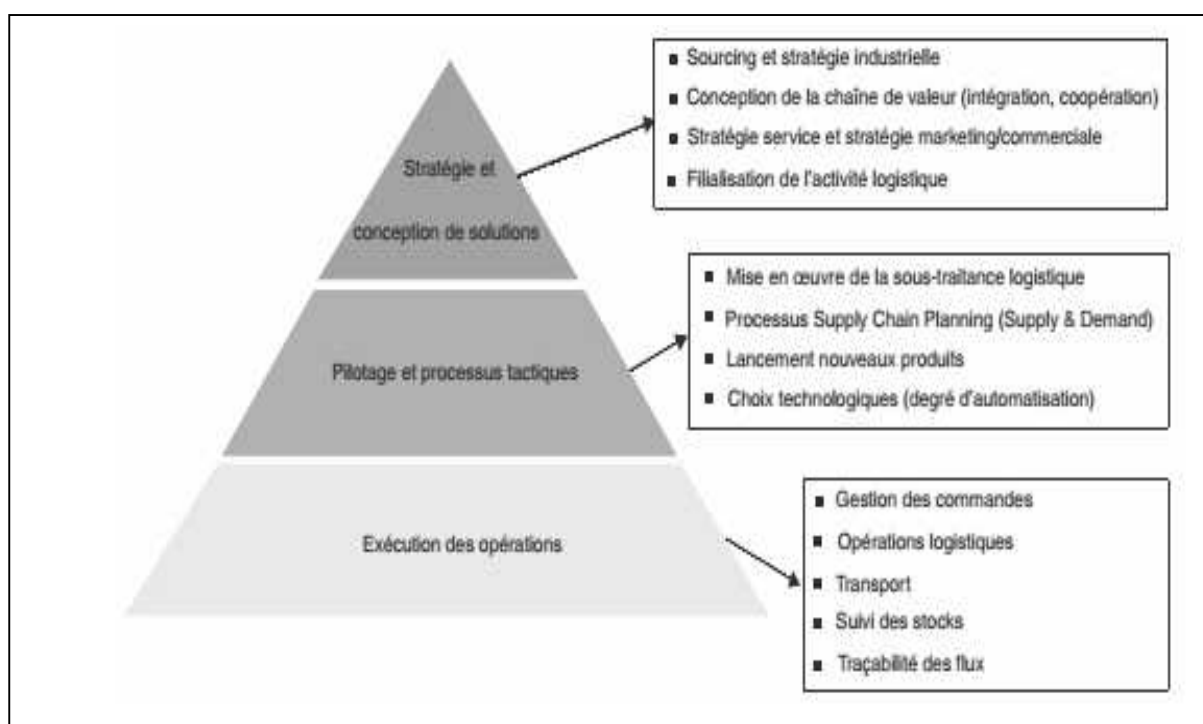 Stratégie et
conception de solutions
■ Sourcing et stratégie industrielle
■ Conception de la chaîne de valeur (intégration, coopération)
■ Stratégie service et stratégie marketing/commerciale
■ Filialisation de l'activité logistique
Pilotage et processus tactiques
■ Mise en œuvre de la sous-traitance logistique
■ Processus Supply Chain Planning (Supply & Demand)
■ Lancement nouveaux produits
■ Choix technologiques (degré d'automatisation)
Exécution des opérations
■ Gestion des commandes
■ Opérations logistiques
■ Transport
■ Suivi des stocks
■ Traçabilité des flux